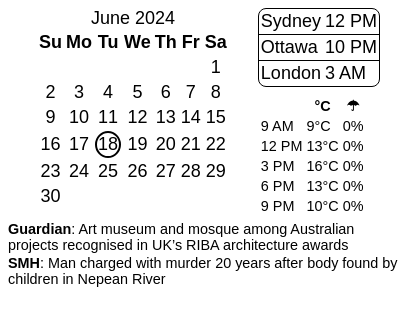 June 2024
Su Mo Tu We Th Fr Sa
1
2 3 4 5 6 7 8
9 10 11 12 13 14 15
16 17 18 19 20 21 22
23 24 25 26 27 28 29
30
Sydney 12 PM
Ottawa 10 PM
London 3 AM
°C ☂
9 AM 9°C 0%
12 PM 13°C 0%
3 PM 16°C 0%
6 PM 13°C 0%
9 PM 10°C 0%
Guardian: Art museum and mosque among Australian
projects recognised in UK's RIBA architecture awards
SMH: Man charged with murder 20 years after body found by
children in Nepean River